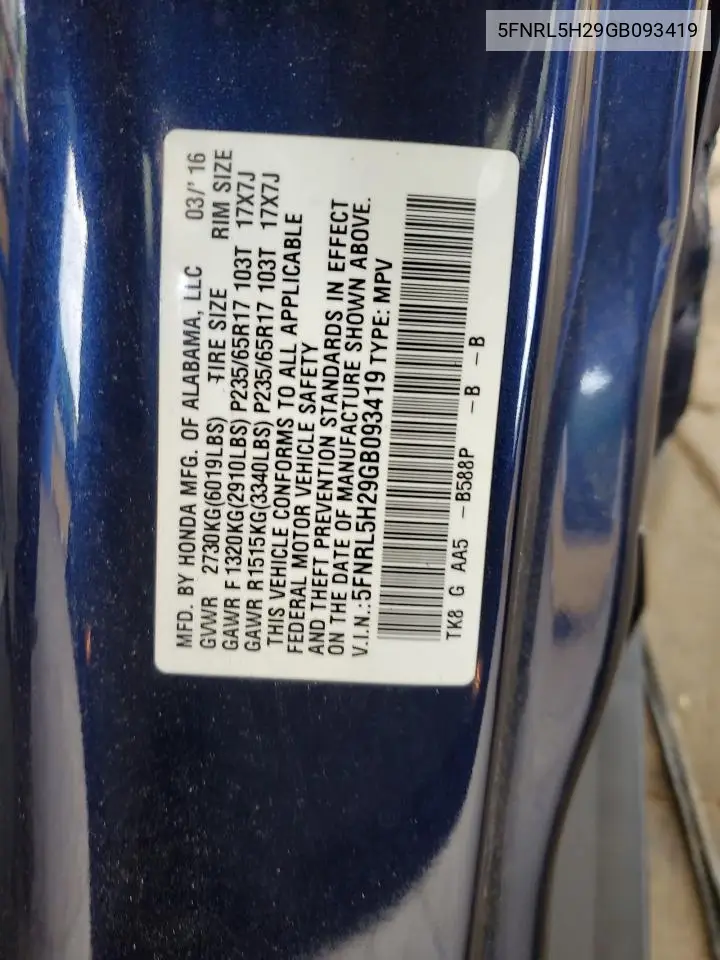 5FNRL5H29GB093419
MFD. BY HONDA MFG. OF ALABAMA, LLC 03/'16
GVWR 2730KG(6019LBS) TIRE SIZE RIM SIZE
GAWR F1320KG(2910LBS) P235/65R17 103T 17X7J
GAWR R1515KG(3340LBS) P235/65R17 103T 17X7J
THIS VEHICLE CONFORMS TO ALL APPLICABLE
FEDERAL MOTOR VEHICLE SAFETY
AND THEFT PREVENTION STANDARDS IN EFFECT
ON THE DATE OF MANUFACTURE SHOWN ABOVE.
V.I.N.:5FNRL5H29GB093419 TYPE: MPV
TK8 G AA5 -B588P -B -B